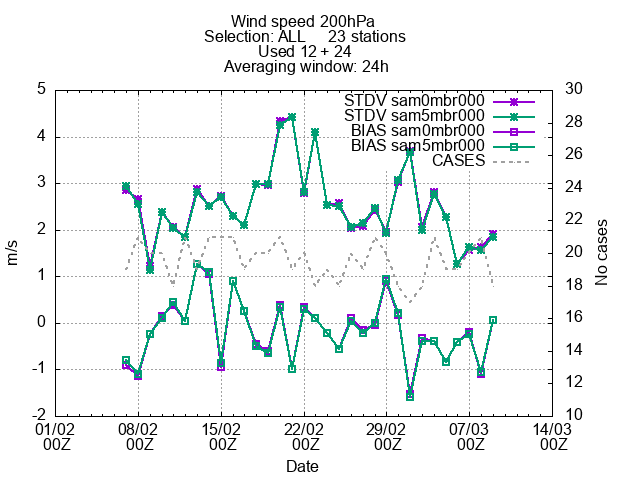 Wind speed 200hPa
Selection: ALL 23 stations
Used 12 + 24
Averaging window: 24h
STDV sam0mbr000
STDV sam5mbr000
BIAS sam0mbr000
BIAS sam5mbr000
CASES
5
4
3
2
1
0
-1
-2
m/s
30
28
26
24
22
20
18
16
14
12
10
No cases
01/02 08/02 15/02 22/02 29/02 07/03 14/03
00Z 00Z 00Z 00Z 00Z 00Z 00Z
Date